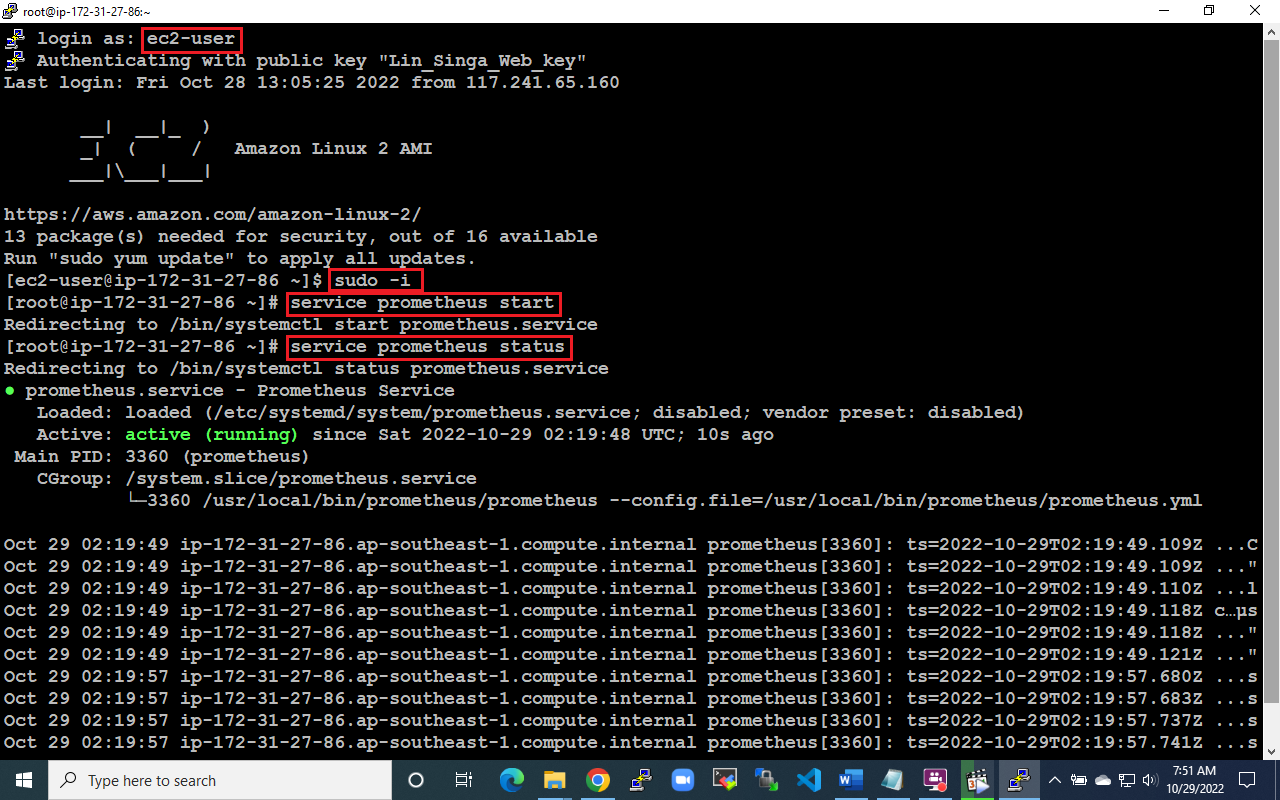 root@ip-172-31-27-86:~
login as: ec2-user
Authenticating with public key "Lin_Singa_Web_key"
Last login: Fri Oct 28 13:05:25 2022 from 117.241.65.160
__|  __|_  )
_|  (     /   Amazon Linux 2 AMI
___|\___|___|
https://aws.amazon.com/amazon-linux-2/
13 package(s) needed for security, out of 16 available
Run "sudo yum update" to apply all updates.
[ec2-user@ip-172-31-27-86 ~]$ sudo -i
[root@ip-172-31-27-86 ~]# service prometheus start
Redirecting to /bin/systemctl start prometheus.service
[root@ip-172-31-27-86 ~]# service prometheus status
Redirecting to /bin/systemctl status prometheus.service
● prometheus.service - Prometheus Service
Loaded: loaded (/etc/systemd/system/prometheus.service; disabled; vendor preset: disabled)
Active: active (running) since Sat 2022-10-29 02:19:48 UTC; 10s ago
Main PID: 3360 (prometheus)
CGroup: /system.slice/prometheus.service
└─3360 /usr/local/bin/prometheus/prometheus --config.file=/usr/local/bin/prometheus/prometheus.yml
Oct 29 02:19:49 ip-172-31-27-86.ap-southeast-1.compute.internal prometheus[3360]: ts=2022-10-29T02:19:49.109Z ...C
Oct 29 02:19:49 ip-172-31-27-86.ap-southeast-1.compute.internal prometheus[3360]: ts=2022-10-29T02:19:49.109Z ..."
Oct 29 02:19:49 ip-172-31-27-86.ap-southeast-1.compute.internal prometheus[3360]: ts=2022-10-29T02:19:49.110Z ...l
Oct 29 02:19:49 ip-172-31-27-86.ap-southeast-1.compute.internal prometheus[3360]: ts=2022-10-29T02:19:49.118Z c…µs
Oct 29 02:19:49 ip-172-31-27-86.ap-southeast-1.compute.internal prometheus[3360]: ts=2022-10-29T02:19:49.118Z ..."
Oct 29 02:19:49 ip-172-31-27-86.ap-southeast-1.compute.internal prometheus[3360]: ts=2022-10-29T02:19:49.121Z ..."
Oct 29 02:19:57 ip-172-31-27-86.ap-southeast-1.compute.internal prometheus[3360]: ts=2022-10-29T02:19:57.680Z ...s
Oct 29 02:19:57 ip-172-31-27-86.ap-southeast-1.compute.internal prometheus[3360]: ts=2022-10-29T02:19:57.683Z ...s
Oct 29 02:19:57 ip-172-31-27-86.ap-southeast-1.compute.internal prometheus[3360]: ts=2022-10-29T02:19:57.737Z ...s
Oct 29 02:19:57 ip-172-31-27-86.ap-southeast-1.compute.internal prometheus[3360]: ts=2022-10-29T02:19:57.741Z ...s
Type here to search
7:51 AM
10/29/2022